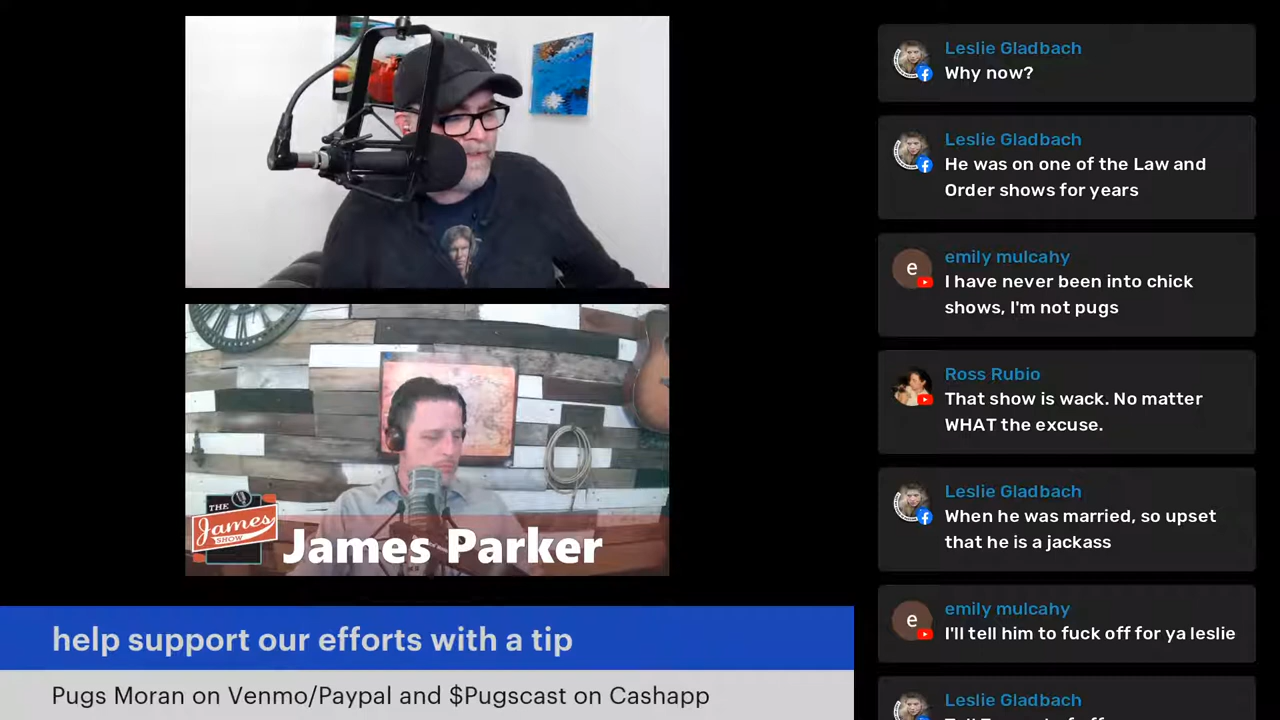 THE
James
SHOW
James Parker
help support our efforts with a tip
Pugs Moran on Venmo/Paypal and $Pugscast on Cashapp
Leslie Gladbach
Why now?
Leslie Gladbach
He was on one of the Law and
Order shows for years
emily mulcahy
e
I have never been into chick
shows, I'm not pugs
Ross Rubio
That show is wack. No matter
WHAT the excuse.
Leslie Gladbach
When he was married, so upset
that he is a jackass
emily mulcahy
e
I'll tell him to fuck off for ya leslie
Leslie Gladbach